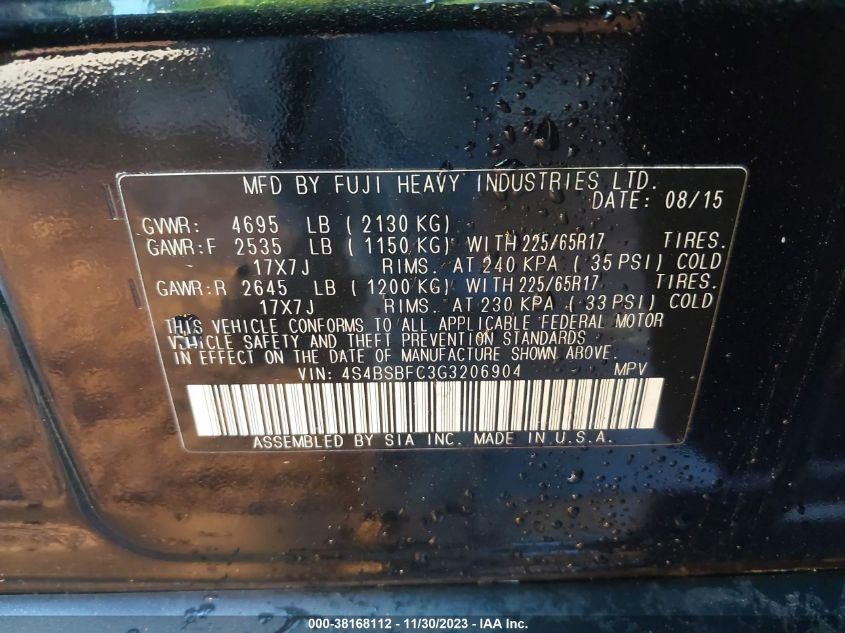 MFD BY FUJI HEAVY INDUSTRIES LTD.
DATE: 08/15
GVWR: 4695 LB ( 2130 KG)
GAWR:F 2535 LB ( 1150 KG) WITH 225/65R17 TIRES.
17X7J RIMS. AT 240 KPA ( 35 PSI) COLD
GAWR:R 2645 LB ( 1200 KG) WITH 225/65R17 TIRES.
17X7J RIMS. AT 230 KPA ( 33 PSI) COLD
THIS VEHICLE CONFORMS TO ALL APPLICABLE FEDERAL MOTOR
VEHICLE SAFETY AND THEFT PREVENTION STANDARDS
IN EFFECT ON THE DATE OF MANUFACTURE SHOWN ABOVE.
VIN: 4S4BSBFC3G3206904 MPV
ASSEMBLED BY SIA INC. MADE IN U.S.A.
000-38168112 - 11/30/2023 - IAA Inc.